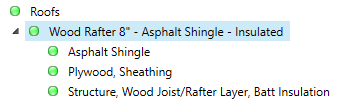 Roofs
Wood Rafter 8" - Asphalt Shingle - Insulated
Asphalt Shingle
Plywood, Sheathing
Structure, Wood Joist/Rafter Layer, Batt Insulation